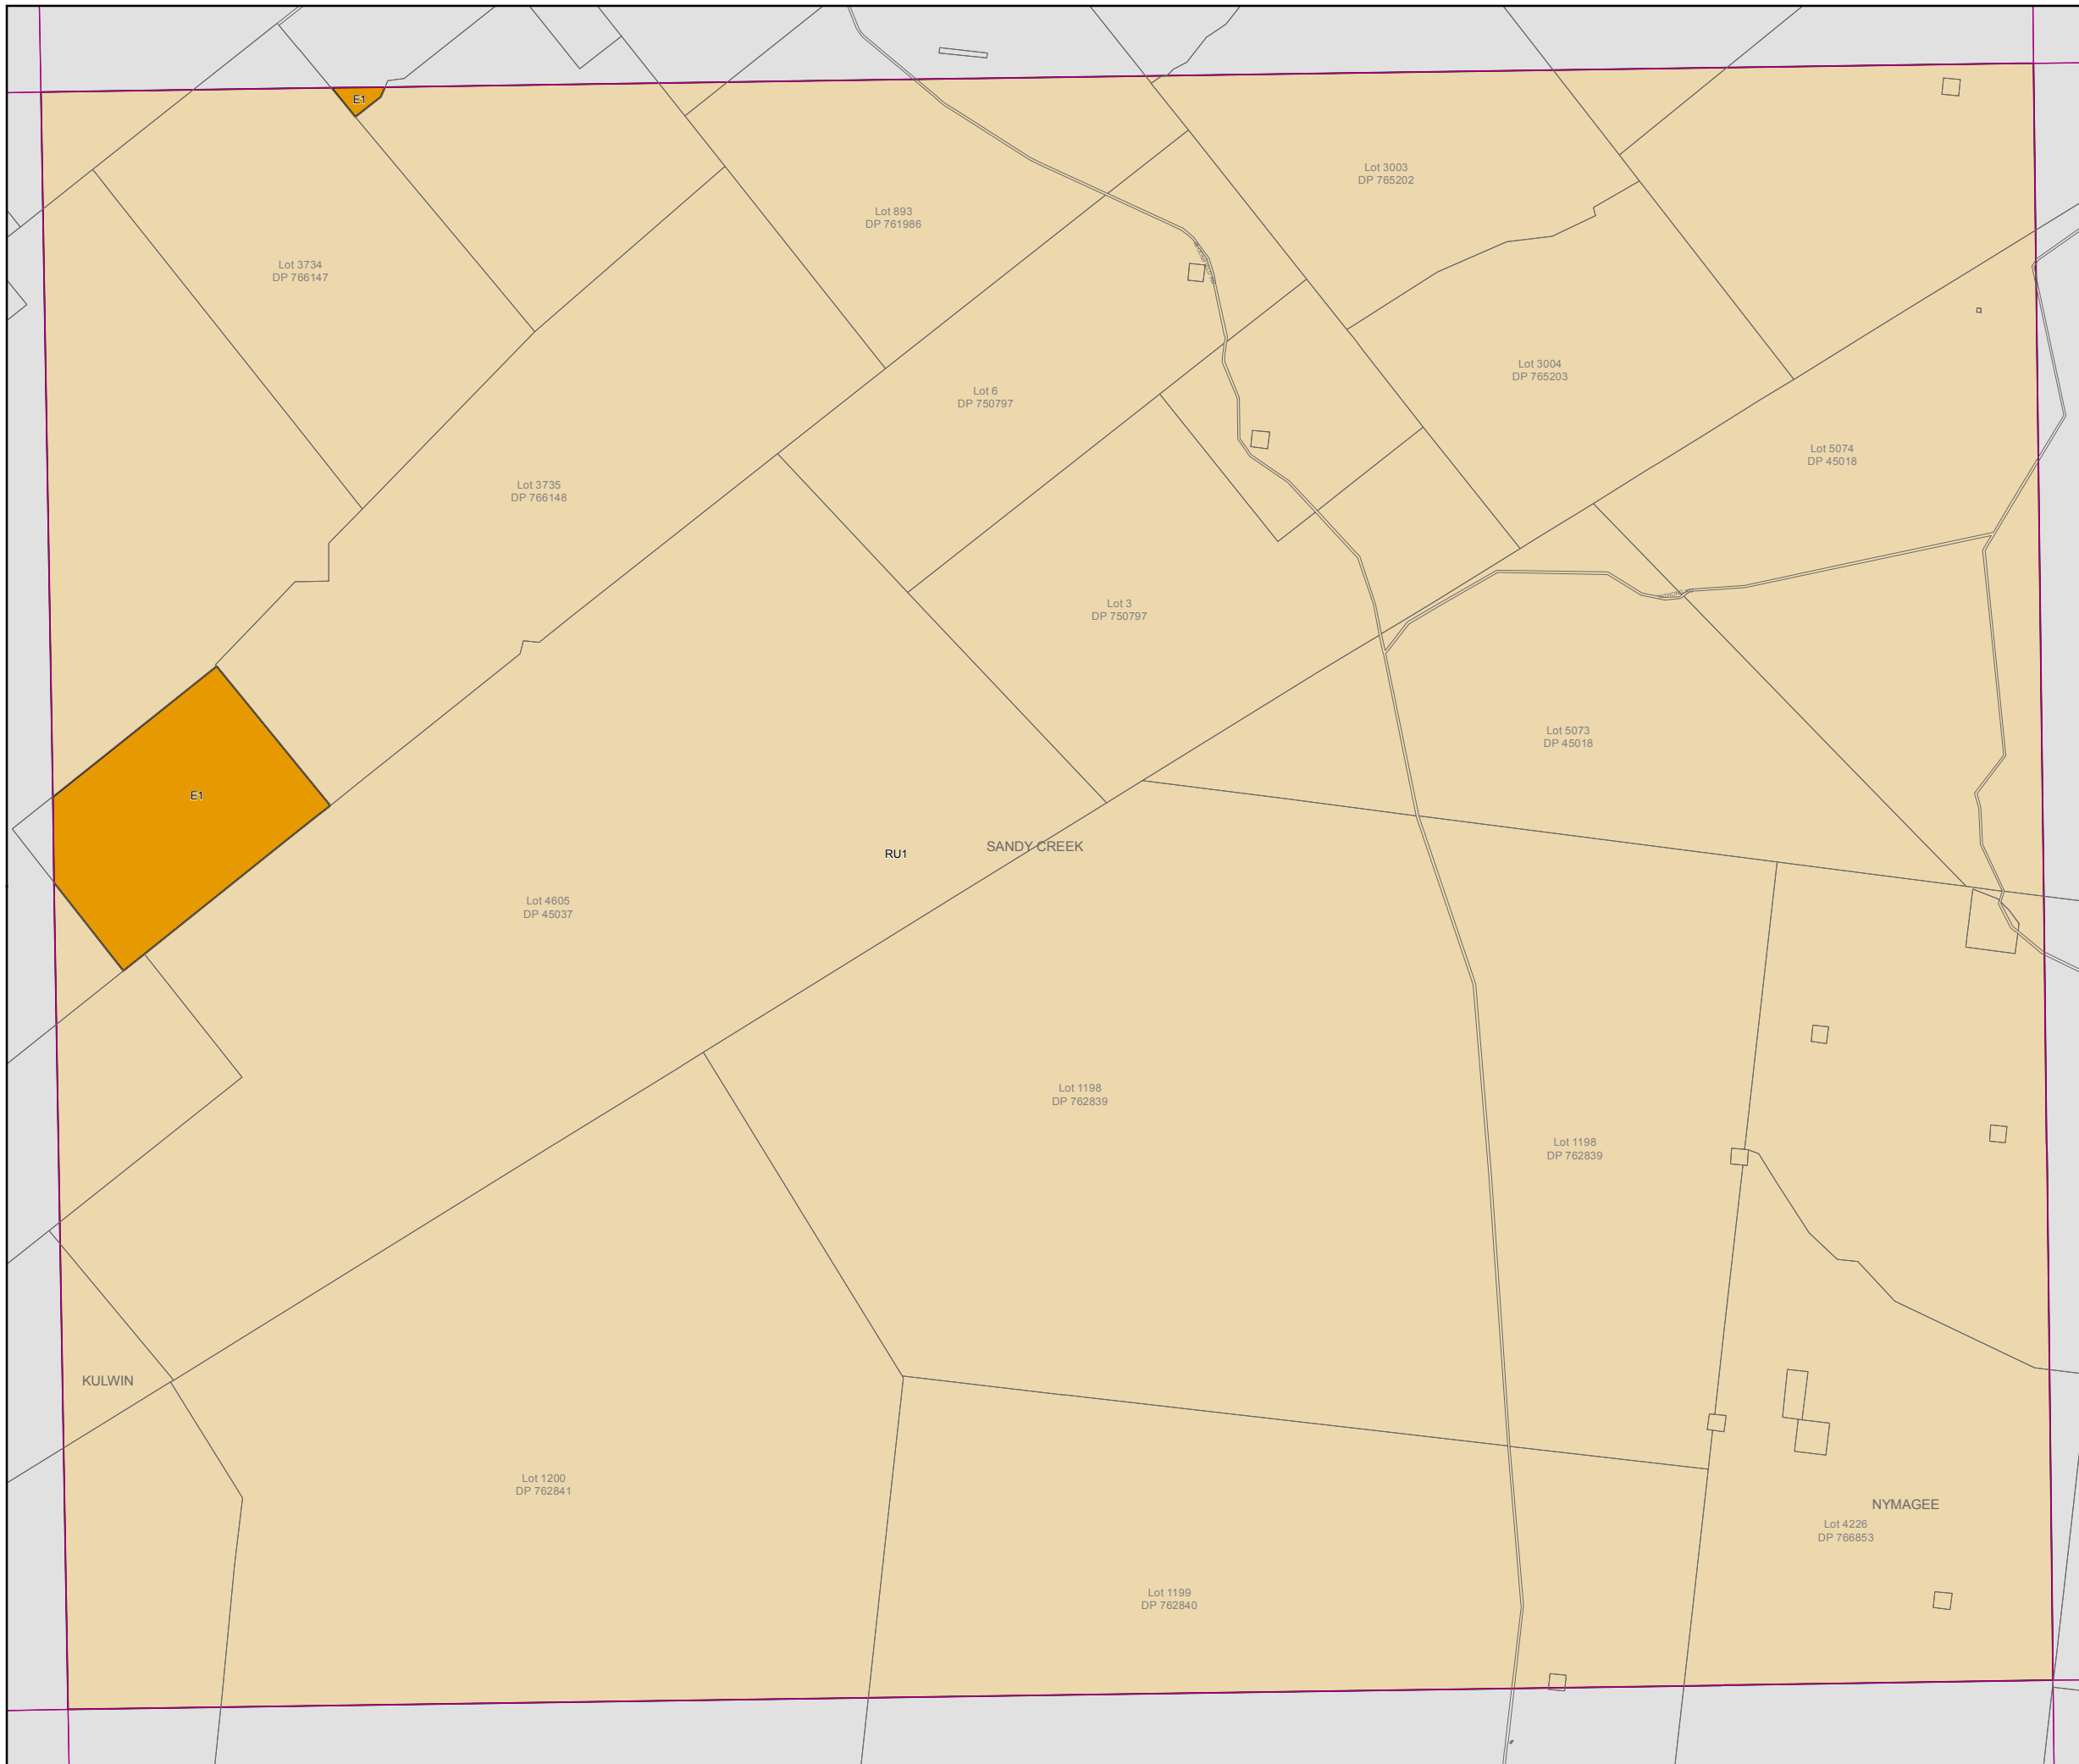 E1
Lot 3003
DP 765202
Lot 893
DP 761986
Lot 3734
DP 766147
Lot 3004
DP 765203
Lot 6
DP 750797
Lot 5074
DP 45018
Lot 3735
DP 766148
Lot 3
DP 750797
Lot 5073
DP 45018
E1
RU1
SANDY CREEK
Lot 4605
DP 45037
Lot 1198
DP 762839
Lot 1198
DP 762839
KULWIN
Lot 1200
DP 762841
NYMAGEE
Lot 4226
DP 766853
Lot 1199
DP 762840